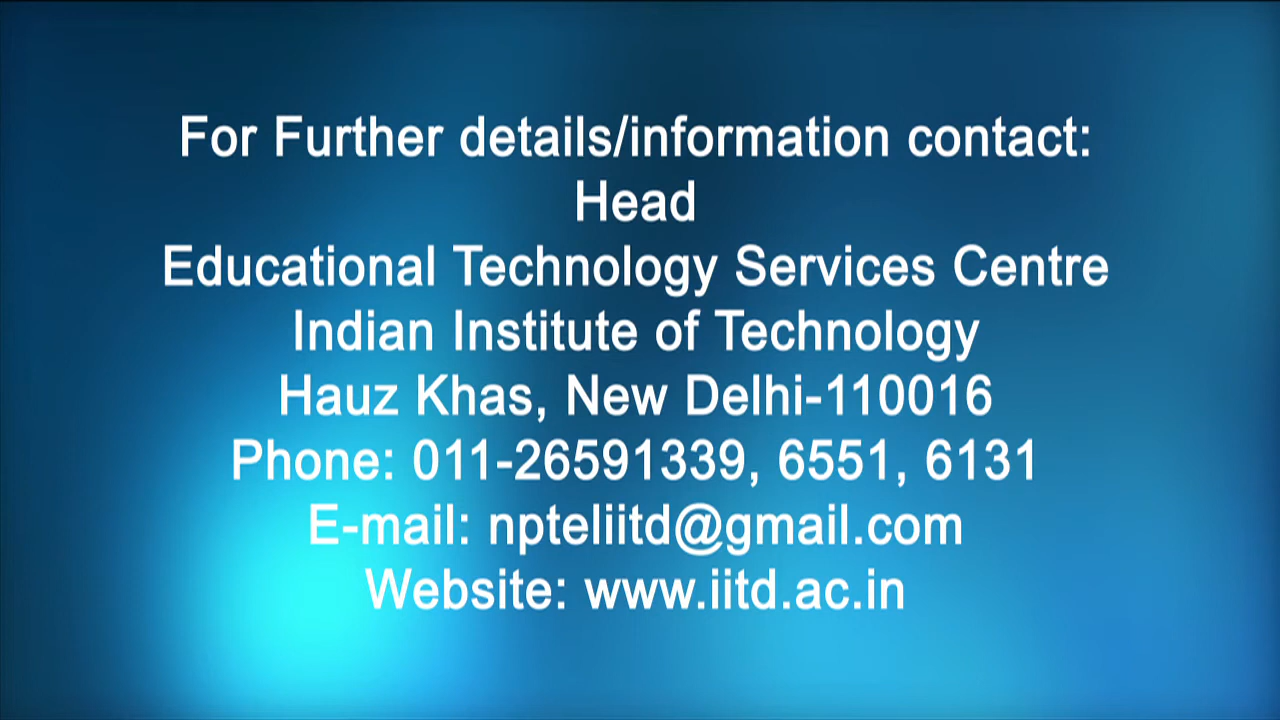 For Further details/information contact:
Head
Educational Technology Services Centre
Indian Institute of Technology
Hauz Khas, New Delhi-110016
Phone: 011-26591339, 6551, 6131
E-mail: npteliitd@gmail.com
Website: www.iitd.ac.in